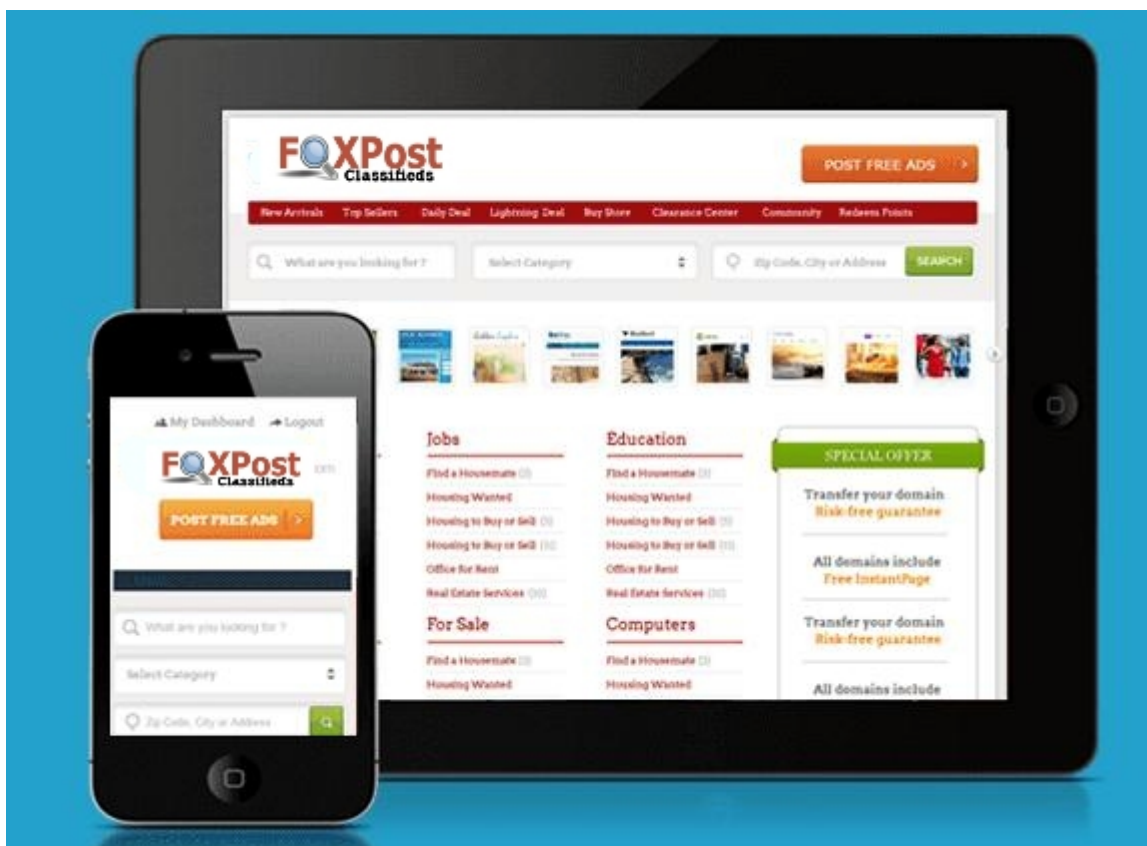 FOXPost
Classifieds
POST FREE ADS
New Arrivals Top Sellers Daily Deal Lightning Deal Buy Store Clearance Center Community Redeem Points
What are you looking for ?
Select Category
Zip Code, City or Address
SEARCH
Jobs
Find a Housemate
Housing Wanted
Housing to Buy or Sell
Housing to Buy or Sell
Office for Rent
Real Estate Services
For Sale
Find a Housemate
Housing Wanted
Education
Find a Housemate
Housing Wanted
Housing to Buy or Sell
Housing to Buy or Sell
Office for Rent
Real Estate Services
Computers
Find a Housemate
Housing Wanted
SPECIAL OFFER
Transfer your domain
Risk-free guarantee
All domains include
Free InstantPage
Transfer your domain
Risk-free guarantee
All domains include
My Dashboard Logout
FOXPost
Classifieds
POST FREE ADS
What are you looking for ?
Select Category
Zip Code, City or Address